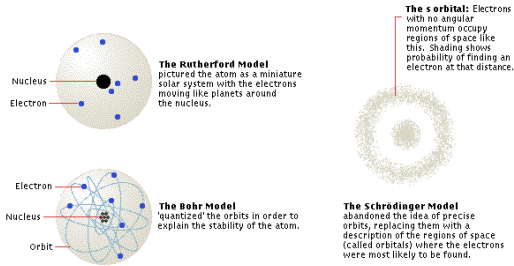 Nucleus
Electron
The Rutherford Model
pictured the atom as a miniature
solar system with the electrons
moving like planets around
the nucleus.
Electron
Nucleus
Orbit
The Bohr Model
'quantized' the orbits in order to
explain the stability of the atom.
The s orbital: Electrons
with no angular
momentum occupy
regions of space like
this. Shading shows
probability of finding an
electron at that distance.
The Schrödinger Model
abandoned the idea of precise
orbits, replacing them with a
description of the regions of space
(called orbitals) where the electrons
were most likely to be found.